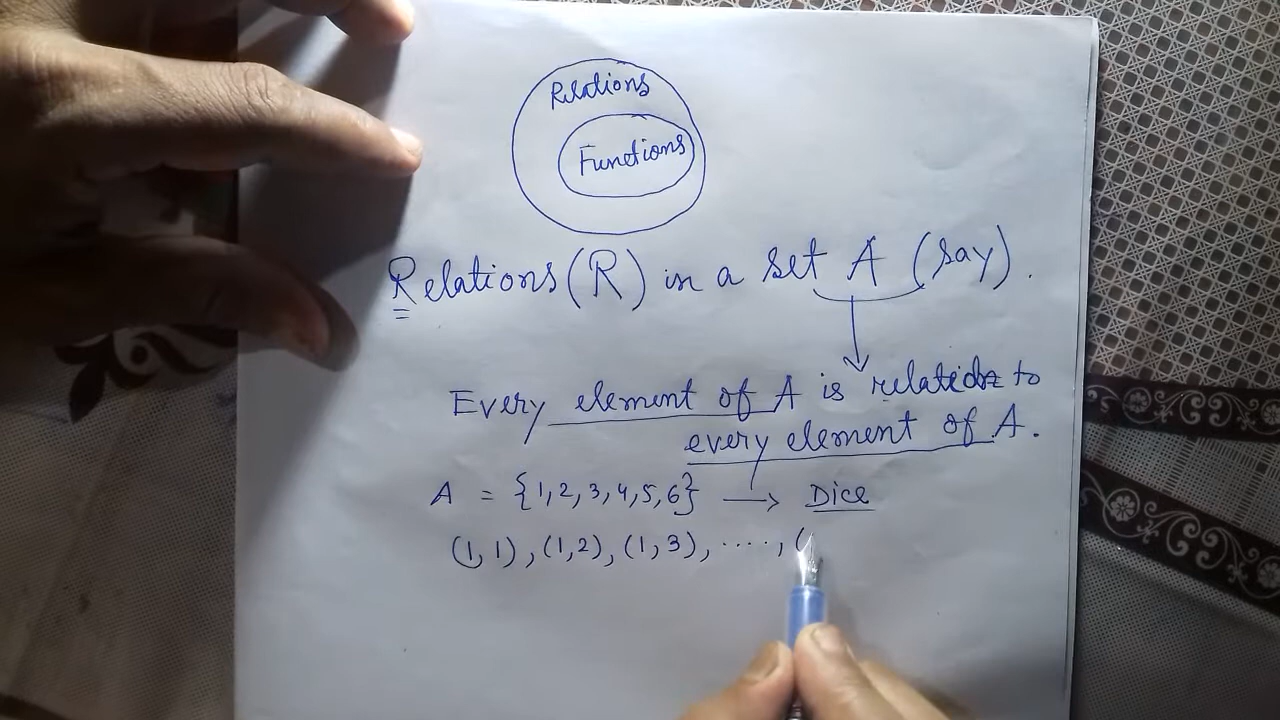 Relations
Functions
Relations (R) in a set A (say).
Every element of A is relation to
every element of A.
A = {1,2,3,4,5,6} → Dice
(1,1), (1,2), (1,3), ....., (